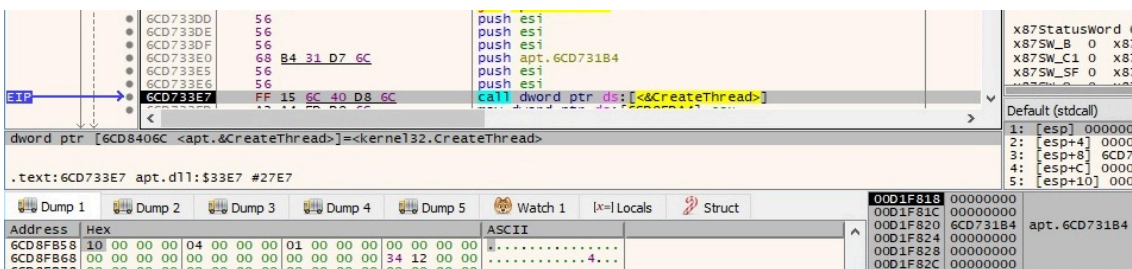 6CD733DD 56 push esi
6CD733DE 56 push esi
6CD733DF 56 push esi
6CD733E0 68 B4 31 D7 6C push apt.6CD731B4
6CD733E5 56 push esi
6CD733E6 56 push esi
EIP 6CD733E7 FF 15 6C 40 D8 6C call dword ptr ds:[<&CreateThread>]
x87StatusWord
x87SW_B 0 x87
x87SW_C1 0 x8
x87SW_SF 0 x8
dword ptr [6CD8406C <apt.&CreateThread>]=<kernel32.CreateThread>
.text:6CD733E7 apt.dll:$33E7 #27E7
Default (stdcall)
1: [esp] 000000
2: [esp+4] 0000
3: [esp+8] 6CD7
4: [esp+C] 0000
5: [esp+10] 000
Dump 1 Dump 2 Dump 3 Dump 4 Dump 5 Watch 1 [x=] Locals Struct
Address Hex ASCII
6CD8FB58 10 00 00 00 04 00 00 00 01 00 00 00 00 00 00 00 ................
6CD8FB68 00 00 00 00 00 00 00 00 00 00 00 00 34 12 00 00 ............4...
00D1F818 00000000
00D1F81C 00000000
00D1F820 6CD731B4 apt.6CD731B4
00D1F824 00000000
00D1F828 00000000
00D1F82C 00000000